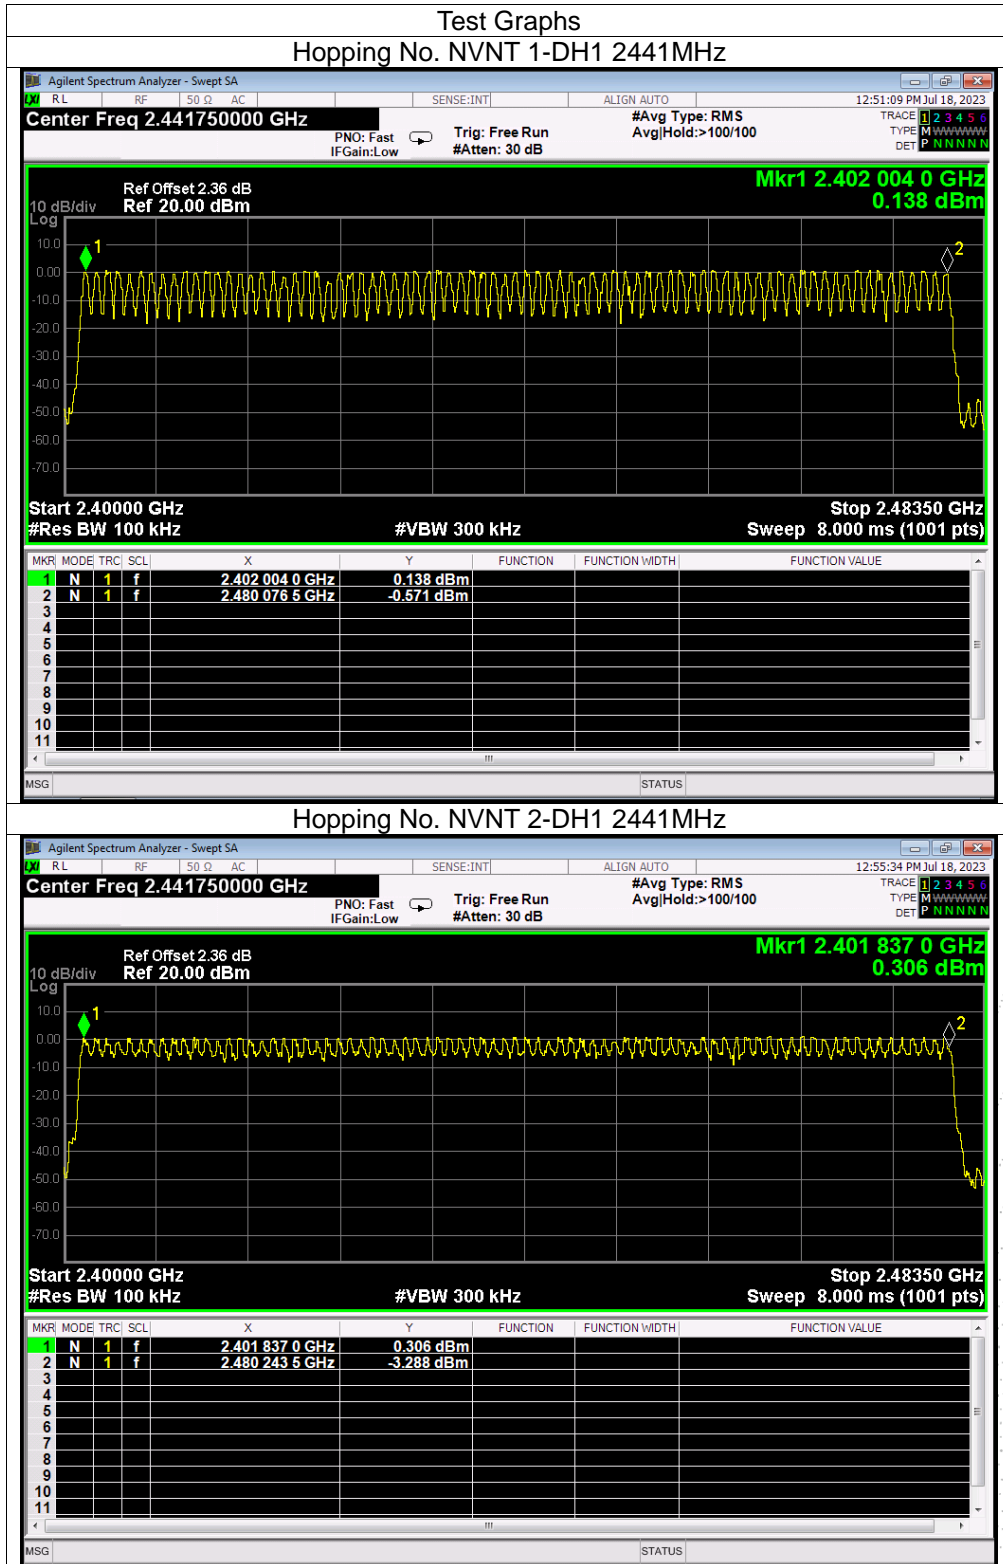 Test Graphs
Hopping No. NVNT 1-DH1 2441MHz
Agilent Spectrum Analyzer - Swept SA
LXI RL RF 50 Ω AC SENSE:INT ALIGN AUTO 12:51:09 PM Jul 18, 2023
Center Freq 2.441750000 GHz #Avg Type: RMS TRACE 1 2 3 4 5 6
PNO: Fast Trig: Free Run Avg|Hold:>100/100 TYPE M WWWWW
IFGain:Low #Atten: 30 dB DET P N N N N N
Mkr1 2.402 004 0 GHz
Ref Offset 2.36 dB
10 dB/div Ref 20.00 dBm 0.138 dBm
Log
10.0
1
2
0.00
-10.0
-20.0
-30.0
-40.0
-50.0
-60.0
-70.0
Start 2.40000 GHz Stop 2.48350 GHz
#Res BW 100 kHz #VBW 300 kHz Sweep 8.000 ms (1001 pts)
MKR MODE TRC SCL X Y FUNCTION FUNCTION WIDTH FUNCTION VALUE
1 N 1 f 2.402 004 0 GHz 0.138 dBm
2 N 1 f 2.480 076 5 GHz -0.571 dBm
3
4
5
6
7
8
9
10
11
MSG STATUS
Hopping No. NVNT 2-DH1 2441MHz
Agilent Spectrum Analyzer - Swept SA
LXI RL RF 50 Ω AC SENSE:INT ALIGN AUTO 12:55:34 PM Jul 18, 2023
Center Freq 2.441750000 GHz #Avg Type: RMS TRACE 1 2 3 4 5 6
PNO: Fast Trig: Free Run Avg|Hold:>100/100 TYPE M WWWWW
IFGain:Low #Atten: 30 dB DET P N N N N N
Mkr1 2.401 837 0 GHz
Ref Offset 2.36 dB
10 dB/div Ref 20.00 dBm 0.306 dBm
Log
10.0
1
2
0.00
-10.0
-20.0
-30.0
-40.0
-50.0
-60.0
-70.0
Start 2.40000 GHz Stop 2.48350 GHz
#Res BW 100 kHz #VBW 300 kHz Sweep 8.000 ms (1001 pts)
MKR MODE TRC SCL X Y FUNCTION FUNCTION WIDTH FUNCTION VALUE
1 N 1 f 2.401 837 0 GHz 0.306 dBm
2 N 1 f 2.480 243 5 GHz -3.288 dBm
3
4
5
6
7
8
9
10
11
MSG STATUS